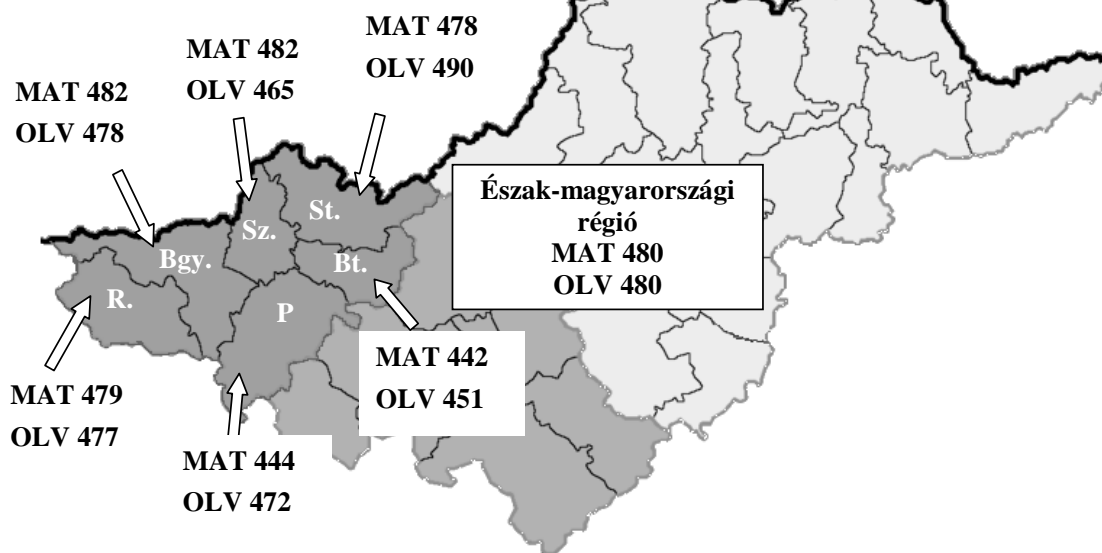 MAT 478
OLV 490
MAT 482
OLV 465
MAT 482
OLV 478
Észak-magyarországi
régió
MAT 480
OLV 480
St.
Sz.
Bgy.
Bt.
R.
P
MAT 442
OLV 451
MAT 479
OLV 477
MAT 444
OLV 472